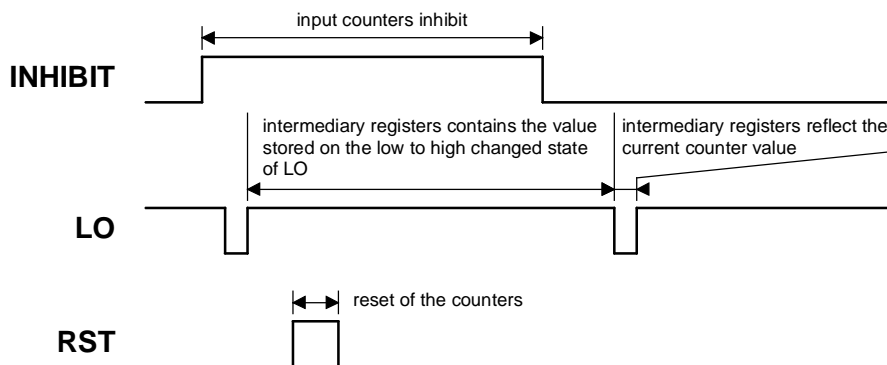 input counters inhibit
INHIBIT
intermediary registers contains the value
stored on the low to high changed state
of LO
intermediary registers reflect the
current counter value
LO
reset of the counters
RST